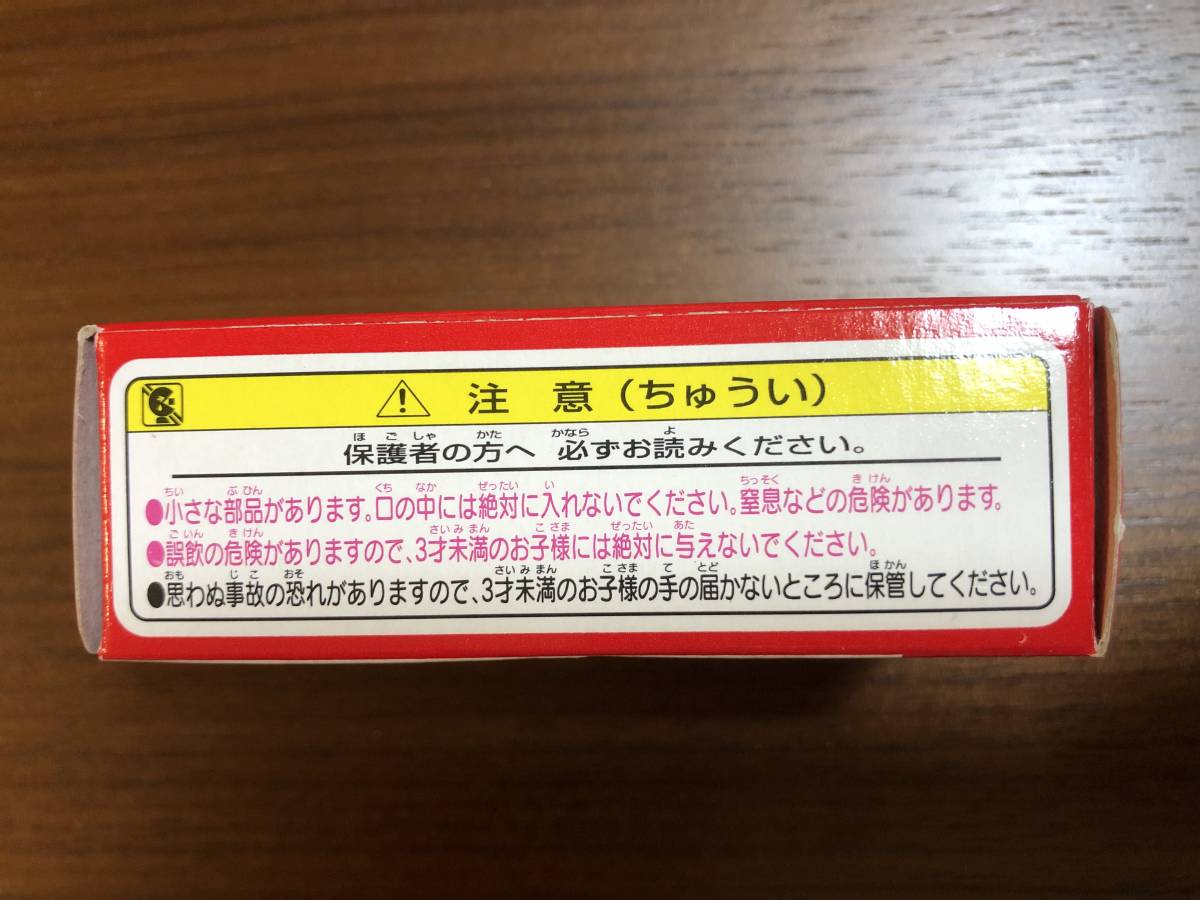 注 意（ちゅうい）
ほ ご しゃ かた かなら よ
保護者の方へ 必ずお読みください。
ちい ぶ ひん くち なか ぜったい い ちっそく き けん
●小さな部品があります。口の中には絶対に入れないでください。窒息などの危険があります。
ご いん き けん さい み まん こ さま ぜったい あた
●誤飲の危険がありますので、3才未満のお子様には絶対に与えないでください。
おも じ こ おそ さい み まん こ さま て とど ほ かん
●思わぬ事故の恐れがありますので、3才未満のお子様の手の届かないところに保管してください。